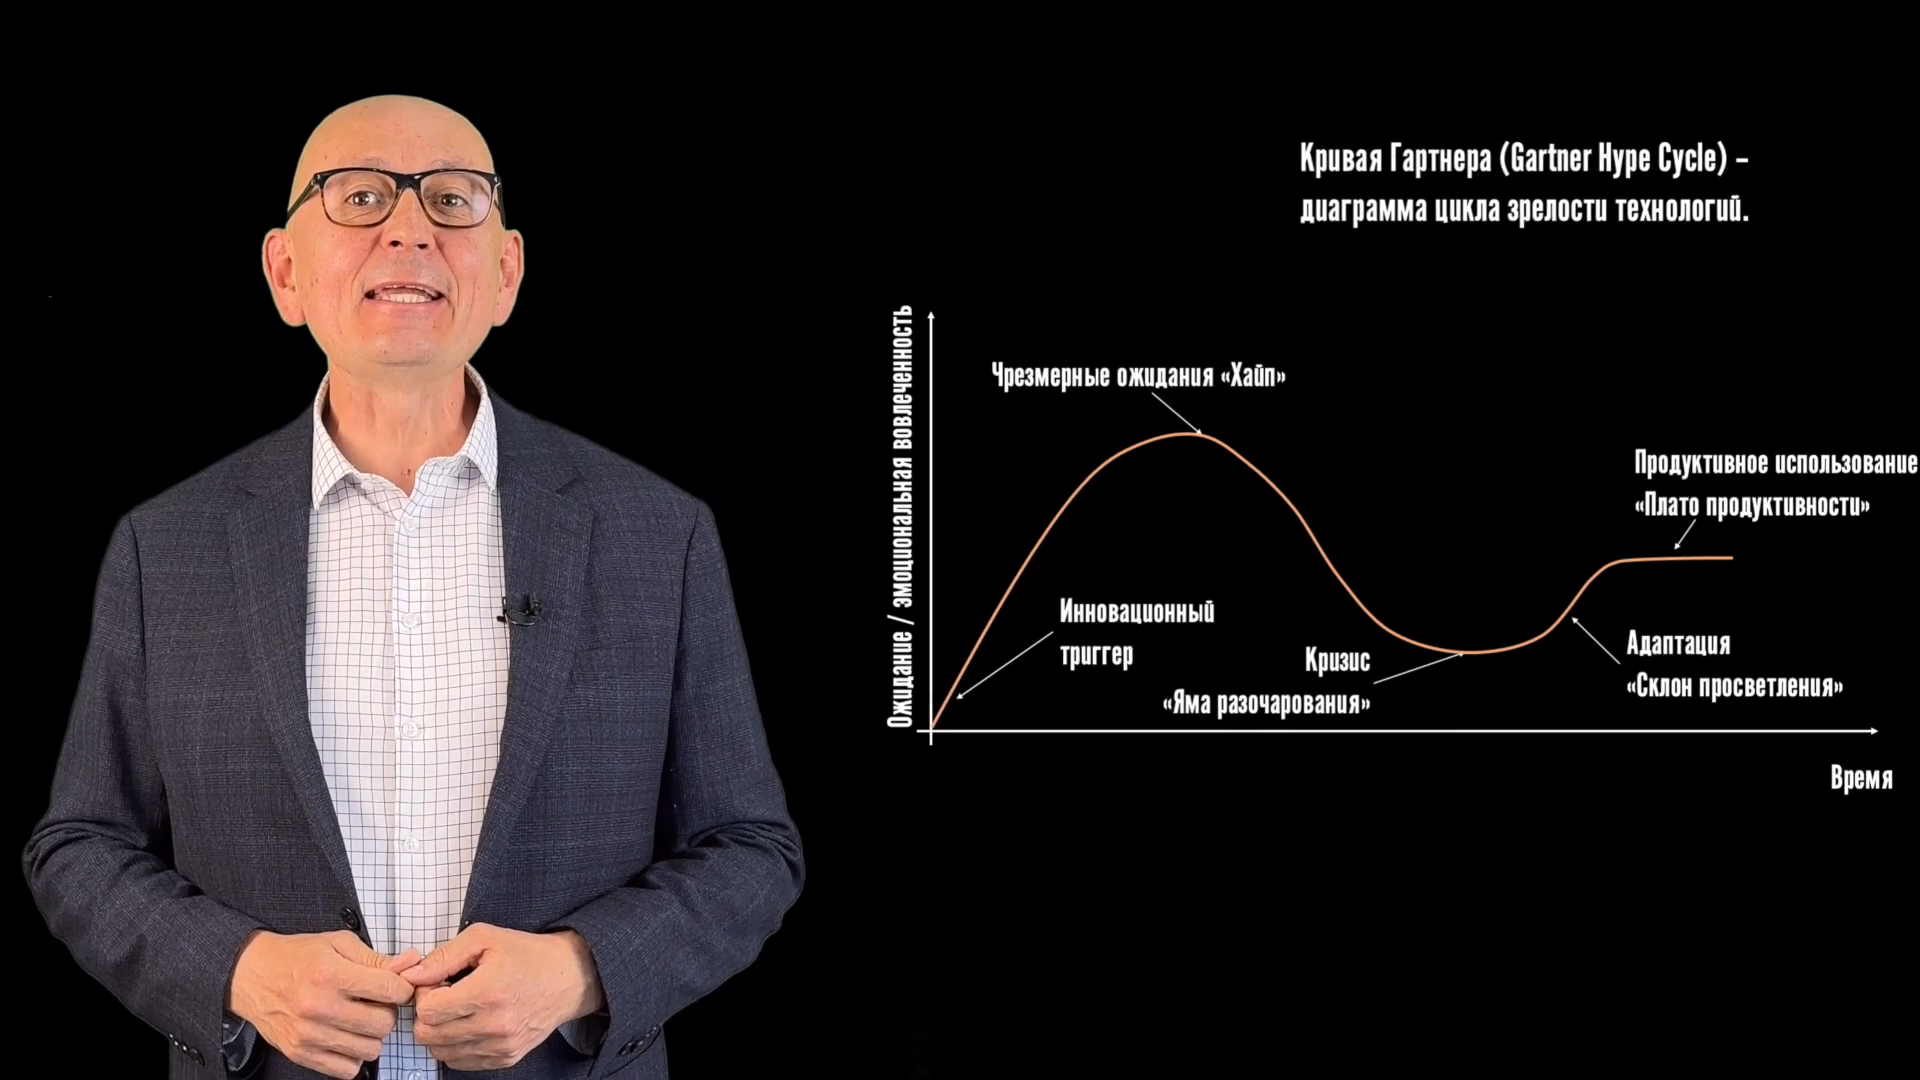 Кривая Гартнера (Gartner Hype Cycle) –
диаграмма цикла зрелости технологий.
Ожидание / эмоциональная вовлеченность
Чрезмерные ожидания «Хайп»
Продуктивное использование
«Плато продуктивности»
Инновационный
триггер
Кризис
«Яма разочарования»
Адаптация
«Склон просветления»
Время